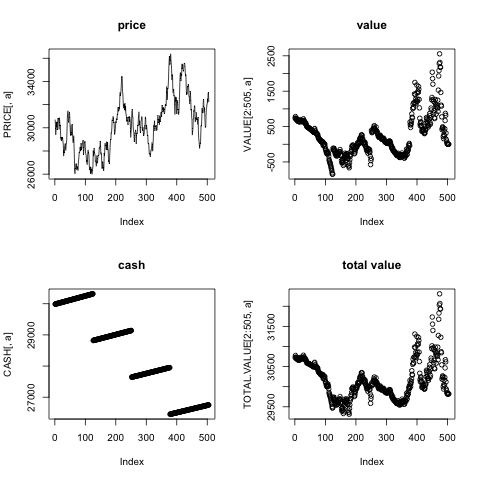 price
PRICE[, a]
26000 30000 34000
0 100 200 300 400 500
Index
value
VALUE[2:505, a]
-500 500 1500 2500
0 100 200 300 400 500
Index
cash
CASH[, a]
27000 29000
0 100 200 300 400 500
Index
total value
TOTAL.VALUE[2:505, a]
29500 30500 31500
0 100 200 300 400 500
Index